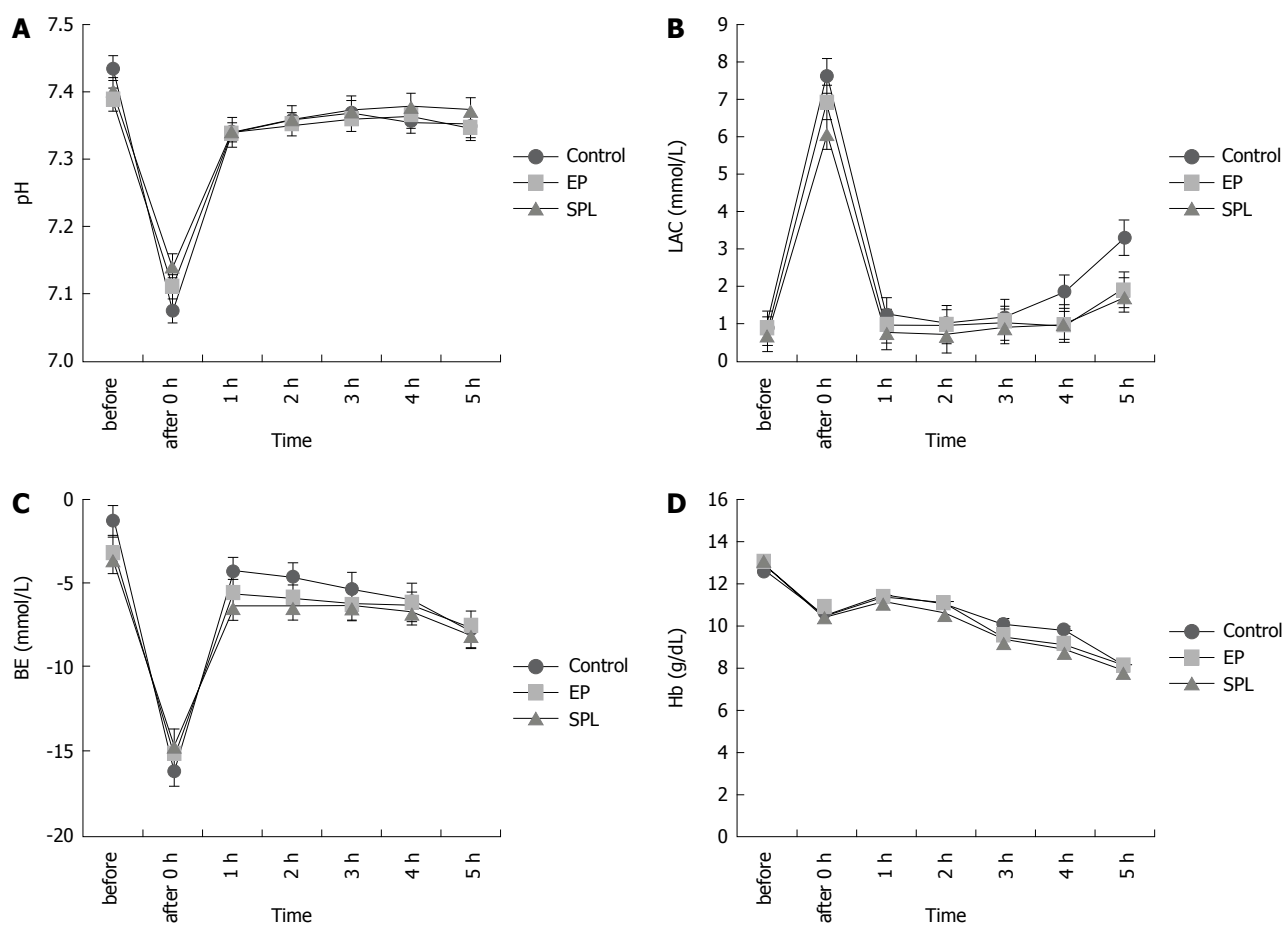 A
pH
7.5
7.4
7.3
7.2
7.1
7.0
before
after 0 h
1 h
2 h
3 h
4 h
5 h
Time
Control
EP
SPL
B
LAC (mmol/L)
9
8
7
6
5
4
3
2
1
0
before
after 0 h
1 h
2 h
3 h
4 h
5 h
Time
Control
EP
SPL
C
BE (mmol/L)
0
-5
-10
-15
-20
before
after 0 h
1 h
2 h
3 h
4 h
5 h
Time
Control
EP
SPL
D
Hb (g/dL)
16
14
12
10
8
6
4
2
0
before
after 0 h
1 h
2 h
3 h
4 h
5 h
Time
Control
EP
SPL